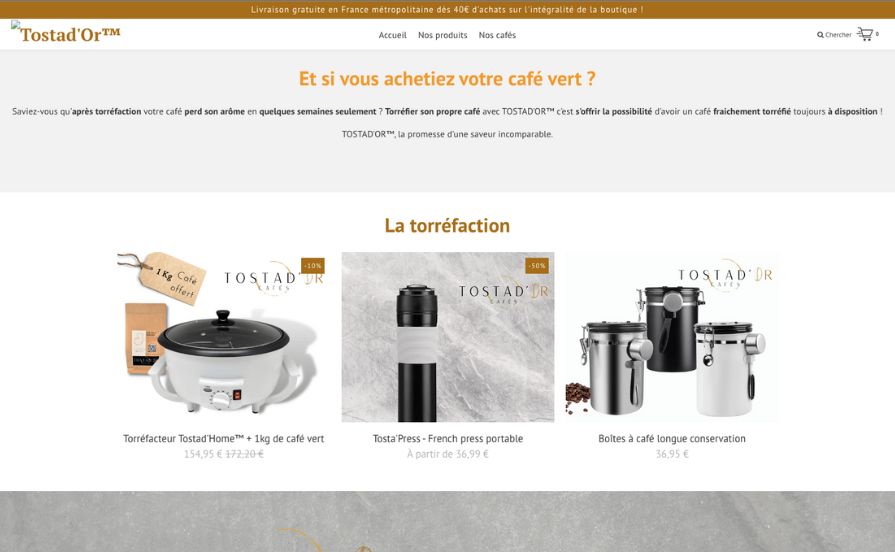 Livraison gratuite en France métropolitaine dès 40€ d'achats sur l'intégralité de la boutique !
Tostad'Or™
Accueil Nos produits Nos cafés
Chercher 0
Et si vous achetiez votre café vert ?
Saviez-vous qu'après torréfaction votre café perd son arôme en quelques semaines seulement ? Torréfier son propre café avec TOSTAD'OR™ c'est s'offrir la possibilité d'avoir un café fraichement torréfié toujours à disposition !
TOSTAD'OR™, la promesse d'une saveur incomparable.
La torréfaction
1 Kg Café
offert
-10%
TOSTAD'OR
CAFÉS
-50%
TOSTAD'OR
CAFÉS
TOSTAD'OR
CAFÉS
Torréfacteur Tostad'Home™ + 1kg de café vert
154,95 € 172,20 €
Tosta'Press - French press portable
À partir de 36,99 €
Boîtes à café longue conservation
36,95 €